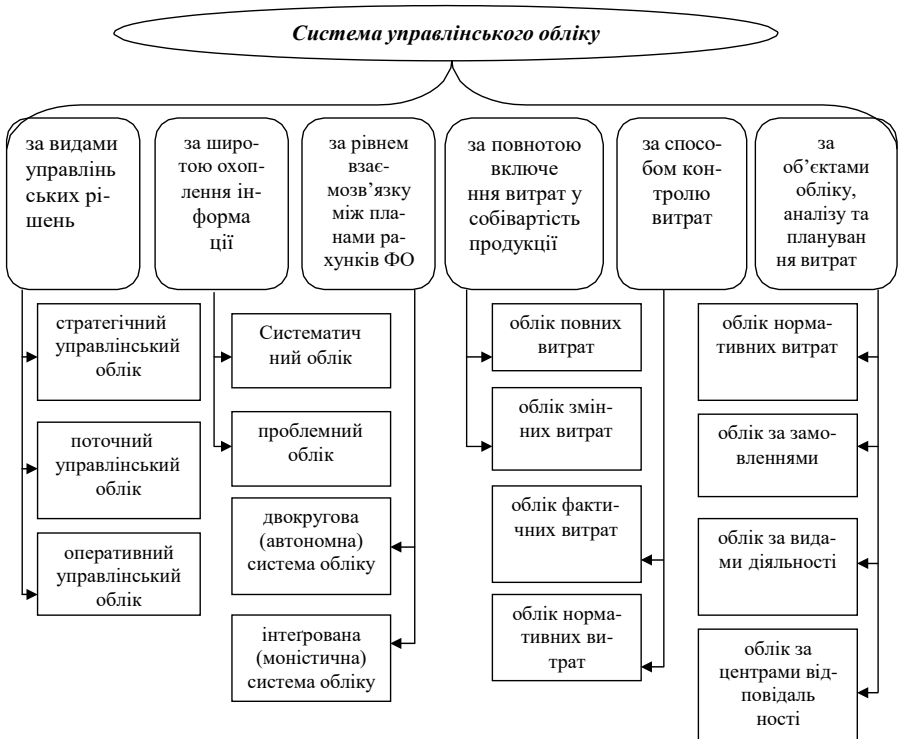 Система управлінського обліку
за видами
управлінь
ських рі-
шень
за широ-
тою охоп-
лення ін-
форма
ції
за рівнем
взає-
мозв’язку
між пла-
нами ра-
хунків ФО
за повнотою
включе
ння витрат у
собівартість
продукції
за спосо-
бом кон-
тролю
витрат
за
об’єктами
обліку,
аналізу та
плануван
ня витрат
стратегічний
управлінський
облік
поточний
управлінський
облік
оперативний
управлінський
облік
Систематич
ний облік
проблемний
облік
двокругова
(автономна)
система обліку
інтегрована
(моністична)
система обліку
облік повних
витрат
облік змін-
них витрат
облік факти-
чних витрат
облік норма-
тивних ви-
трат
облік норма-
тивних витрат
облік за замо-
вленнями
облік за вида-
ми діяльності
облік за
центрами від-
повідаль
ності